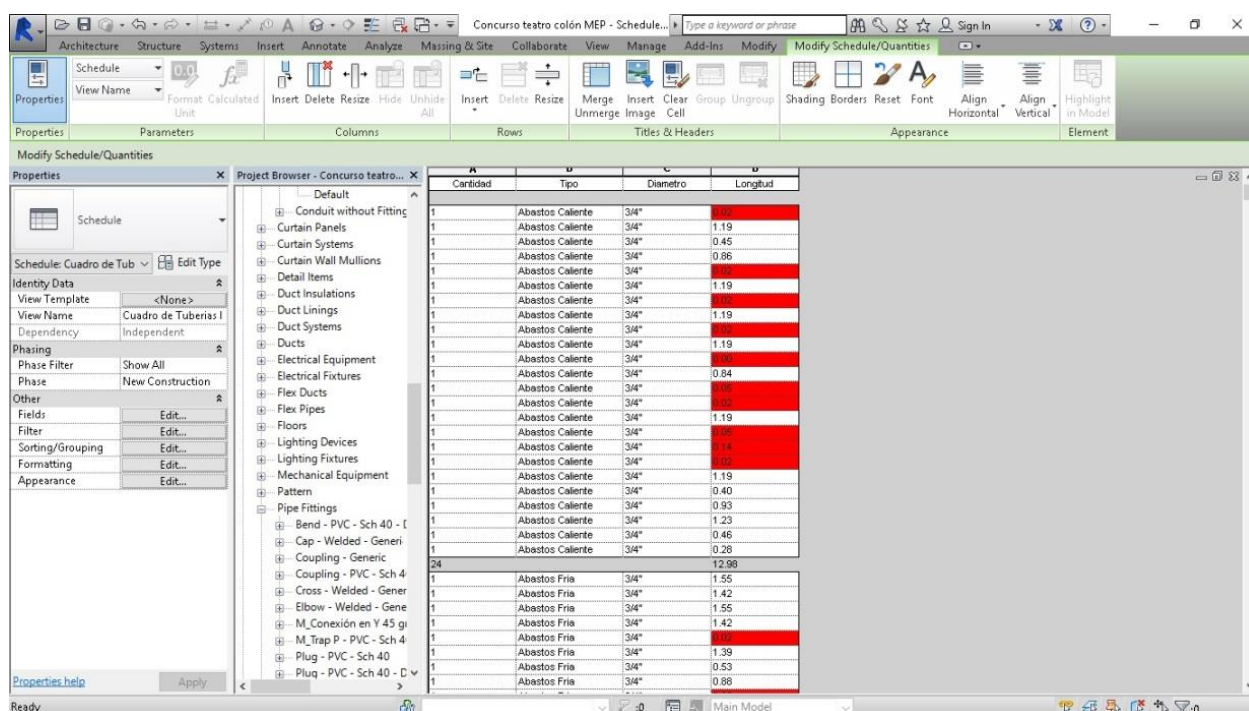 Concurso teatro colón MEP - Schedule... Type a keyword or phrase Sign In
Architecture Structure Systems Insert Annotate Analyze Massing & Site Collaborate View Manage Add-Ins Modify Modify Schedule/Quantities
Schedule
View Name
Properties Format Unit Calculated Insert Delete Resize Hide Unhide All Insert Delete Resize Merge Unmerge Insert Image Clear Cell Group Ungroup Shading Borders Reset Font Align Horizontal Align Vertical Highlight in Model
Properties Parameters Columns Rows Titles & Headers Appearance Element
Modify Schedule/Quantities
Properties
Schedule
Schedule: Cuadro de Tub Edit Type
Identity Data
View Template <None>
View Name Cuadro de Tuberias I
Dependency Independent
Phasing
Phase Filter Show All
Phase New Construction
Other
Fields Edit...
Filter Edit...
Sorting/Grouping Edit...
Formatting Edit...
Appearance Edit...
Properties help Apply
Project Browser - Concurso teatro...
Default
Conduit without Fitting
Curtain Panels
Curtain Systems
Curtain Wall Mullions
Detail Items
Duct Insulations
Duct Linings
Duct Systems
Ducts
Electrical Equipment
Electrical Fixtures
Flex Ducts
Flex Pipes
Floors
Lighting Devices
Lighting Fixtures
Mechanical Equipment
Pattern
Pipe Fittings
Bend - PVC - Sch 40 - D
Cap - Welded - Generi
Coupling - Generic
Coupling - PVC - Sch 4
Cross - Welded - Gener
Elbow - Welded - Gene
M_Conexión en Y 45 g
M_Trap P - PVC - Sch 4
Plug - PVC - Sch 40
Plug - PVC - Sch 40 - D
Cantidad Tipo Diametro Longitud
1 Abastos Caliente 3/4" 0.02
1 Abastos Caliente 3/4" 1.19
1 Abastos Caliente 3/4" 0.45
1 Abastos Caliente 3/4" 0.86
1 Abastos Caliente 3/4" 0.02
1 Abastos Caliente 3/4" 1.19
1 Abastos Caliente 3/4" 0.02
1 Abastos Caliente 3/4" 1.19
1 Abastos Caliente 3/4" 0.02
1 Abastos Caliente 3/4" 1.19
1 Abastos Caliente 3/4" 0.00
1 Abastos Caliente 3/4" 0.84
1 Abastos Caliente 3/4"
1 Abastos Caliente 3/4" 0.02
1 Abastos Caliente 3/4" 1.19
1 Abastos Caliente 3/4"
1 Abastos Caliente 3/4" 0.14
1 Abastos Caliente 3/4" 0.02
1 Abastos Caliente 3/4" 1.19
1 Abastos Caliente 3/4" 0.40
1 Abastos Caliente 3/4" 0.93
1 Abastos Caliente 3/4" 1.23
1 Abastos Caliente 3/4" 0.46
1 Abastos Caliente 3/4" 0.28
24 12.98
1 Abastos Fria 3/4" 1.55
1 Abastos Fria 3/4" 1.42
1 Abastos Fria 3/4" 1.55
1 Abastos Fria 3/4" 1.42
1 Abastos Fria 3/4" 0.02
1 Abastos Fria 3/4" 1.39
1 Abastos Fria 3/4" 0.53
1 Abastos Fria 3/4" 0.88
Ready :0 Main Model :0